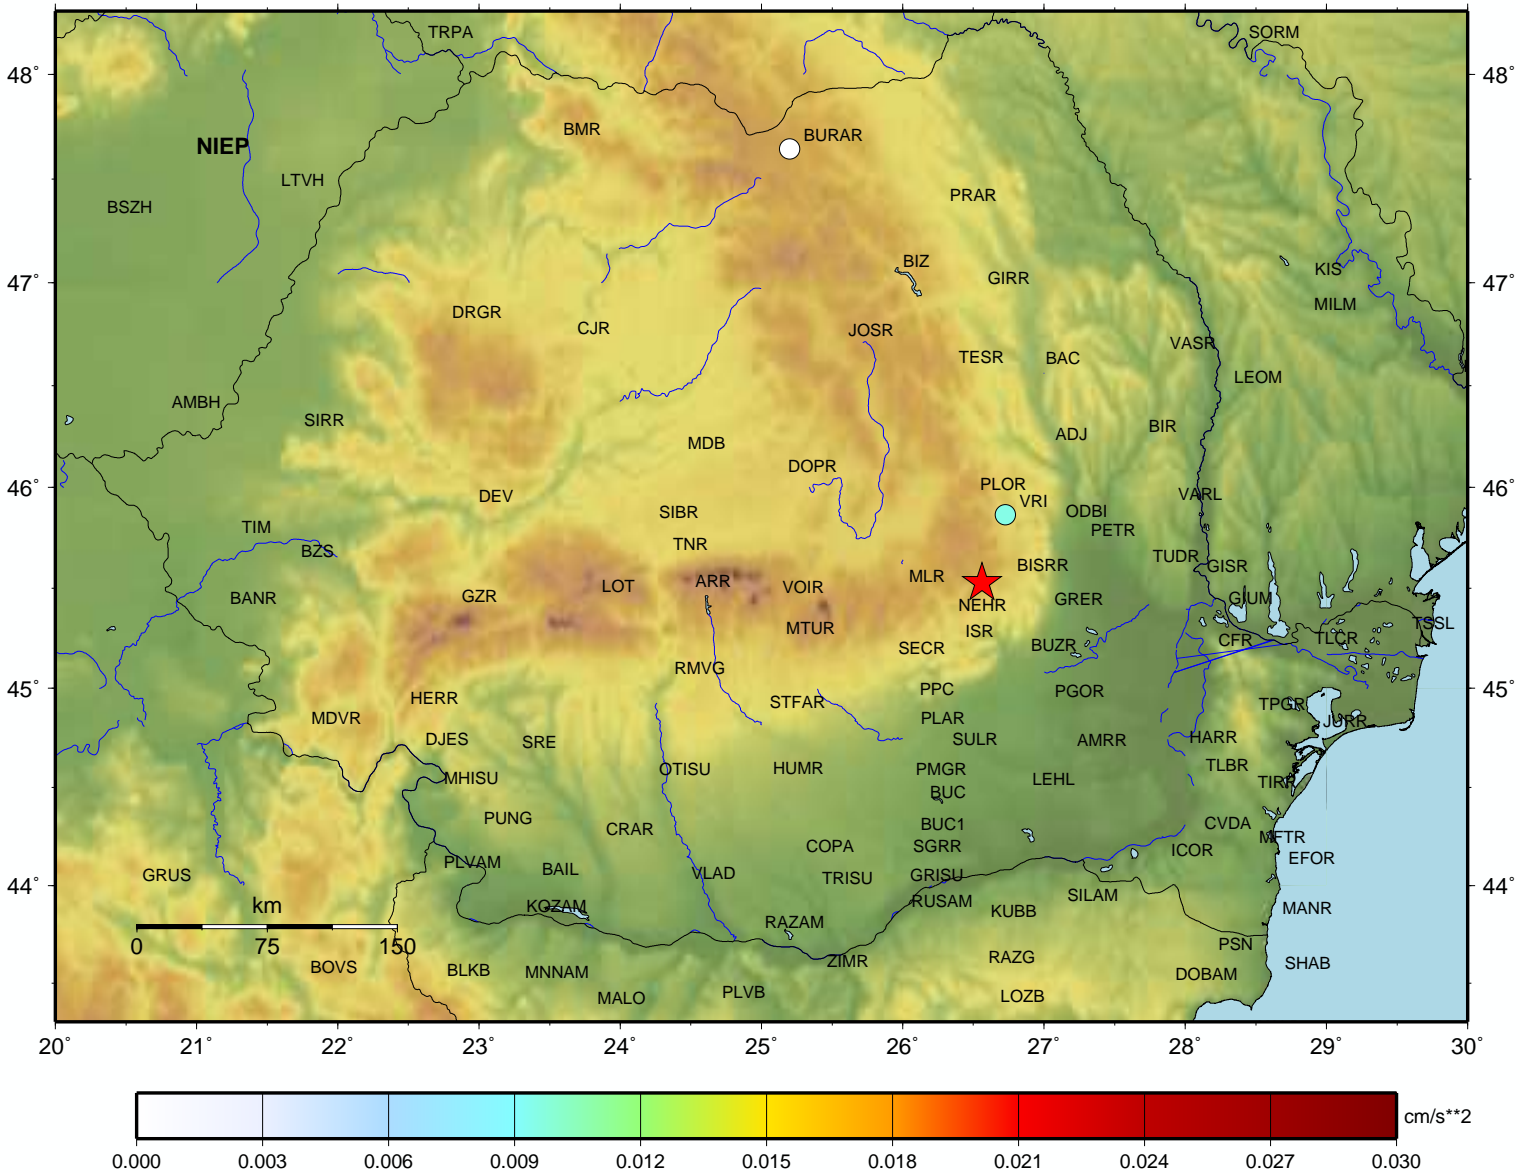 TRPA
SORM
48°
48°
BMR
BURAR
NIEP
LTVH
BSZH
PRAR
BIZ
KIS
47°
GIRR
47°
MILM
DRGR
CJR
JOSR
VASR
TESR
BAC
LEOM
AMBH
SIRR
BIR
ADJ
MDB
DOPR
46°
PLOR
46°
DEV
VRI
VARL
SIBR
ODBI
TIM
PETR
TNR
BZS
TUDR
BISRR
GISR
MLR
ARR
LOT
VOIR
BANR
GZR
GRER
GIUM
NEHR
TSSL
MTUR
ISR
CFR
TLCR
SECR
BUZR
RMVG
45°
PPC
PGOR
45°
HERR
STFAR
TPGR
MDVR
PLAR
JURR
DJES
SRE
SULR
AMRR
HARR
MHISU
OTISU
HUMR
PMGR
TLBR
LEHL
TIRR
BUC
PUNG
CRAR
BUC1
CVDA
MFTR
COPA
SGRR
ICOR
EFOR
PLVAM
BAIL
VLAD
GRUS
TRISU
GRISU
44°
44°
SILAM
km
KOZAM
RUSAM
KUBB
MANR
RAZAM
0
75
150
PSN
BOVS
BLKB
MNNAM
ZIMR
RAZG
SHAB
DOBAM
MALO
PLVB
LOZB
20°
21°
22°
23°
24°
25°
26°
27°
28°
29°
30°
cm/s**2
0.000
0.003
0.006
0.009
0.012
0.015
0.018
0.021
0.024
0.027
0.030